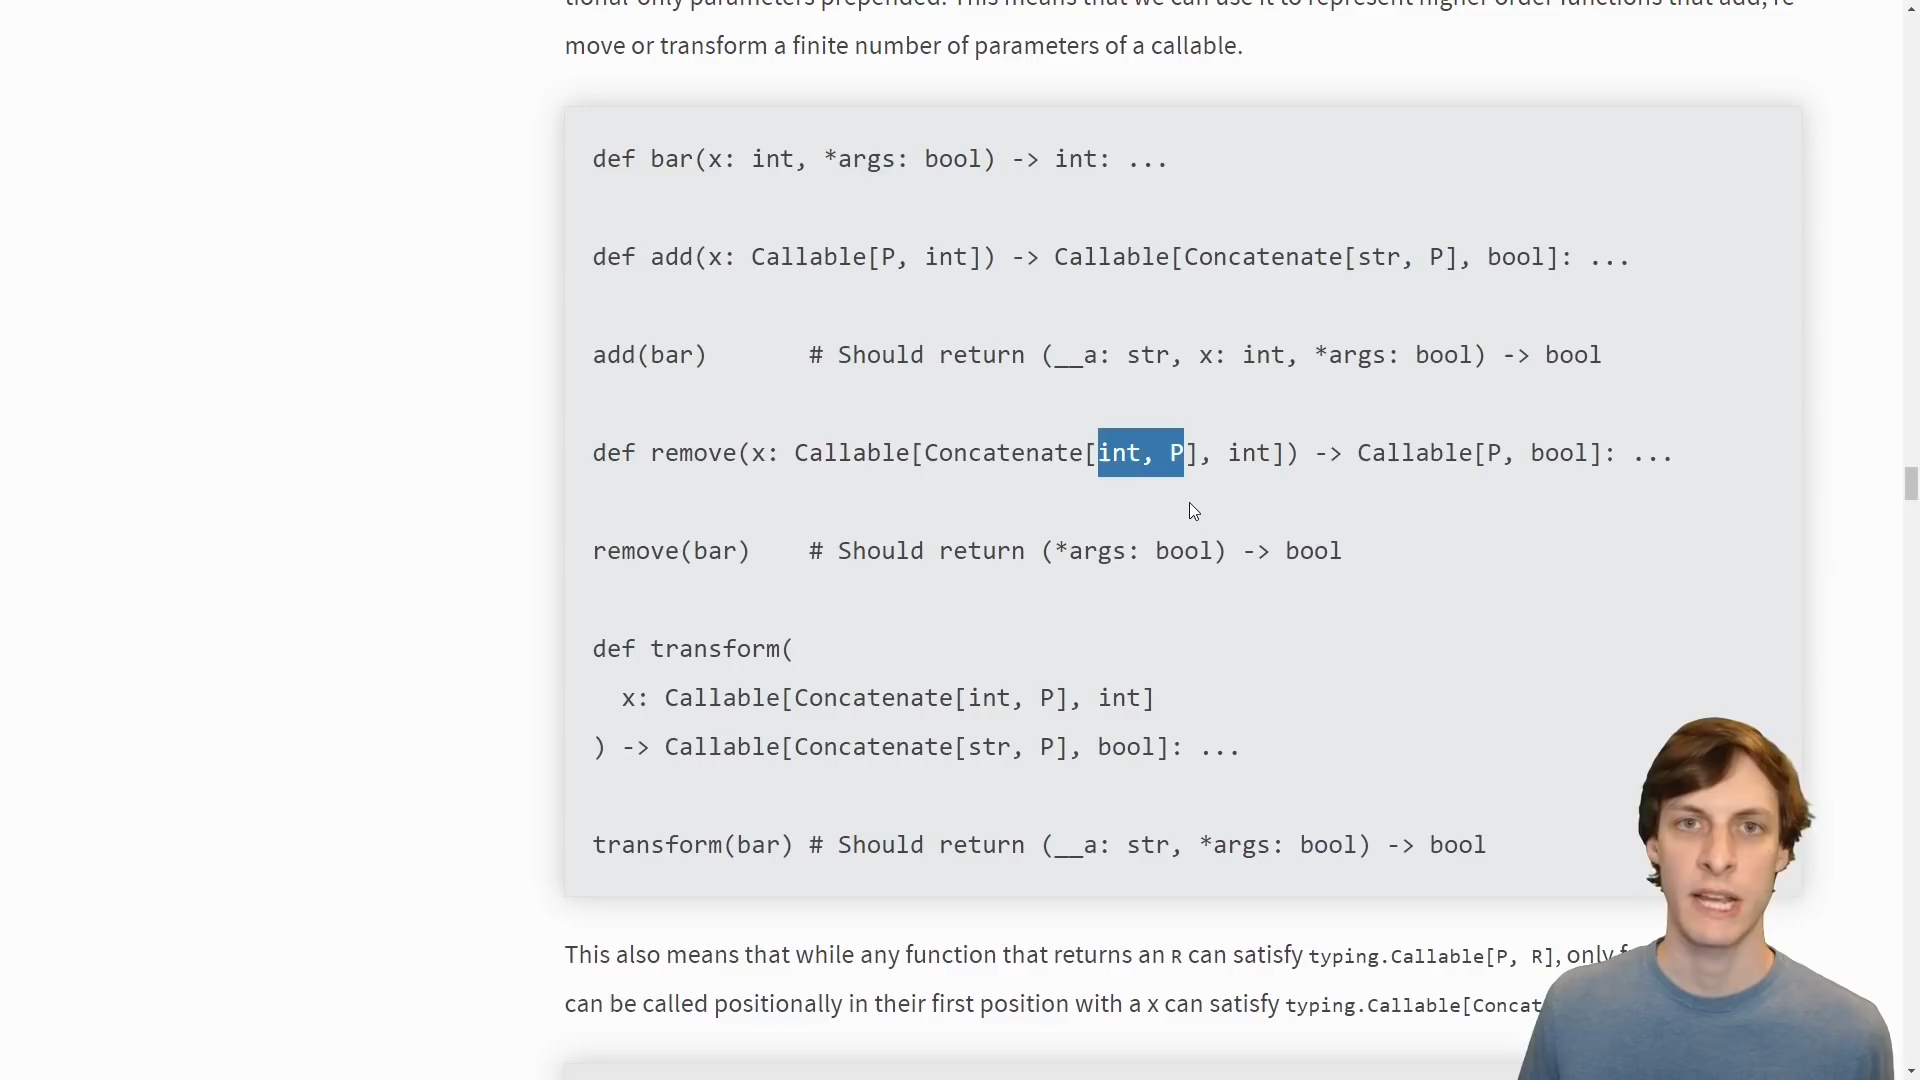 move or transform a finite number of parameters of a callable.
def bar(x: int, *args: bool) -> int: ...
def add(x: Callable[P, int]) -> Callable[Concatenate[str, P], bool]: ...
add(bar)       # Should return (__a: str, x: int, *args: bool) -> bool
def remove(x: Callable[Concatenate[int, P], int]) -> Callable[P, bool]: ...
remove(bar)    # Should return (*args: bool) -> bool
def transform(
  x: Callable[Concatenate[int, P], int]
) -> Callable[Concatenate[str, P], bool]: ...
transform(bar) # Should return (__a: str, *args: bool) -> bool
This also means that while any function that returns an R can satisfy typing.Callable[P, R], only
can be called positionally in their first position with a x can satisfy typing.Callable[Concat